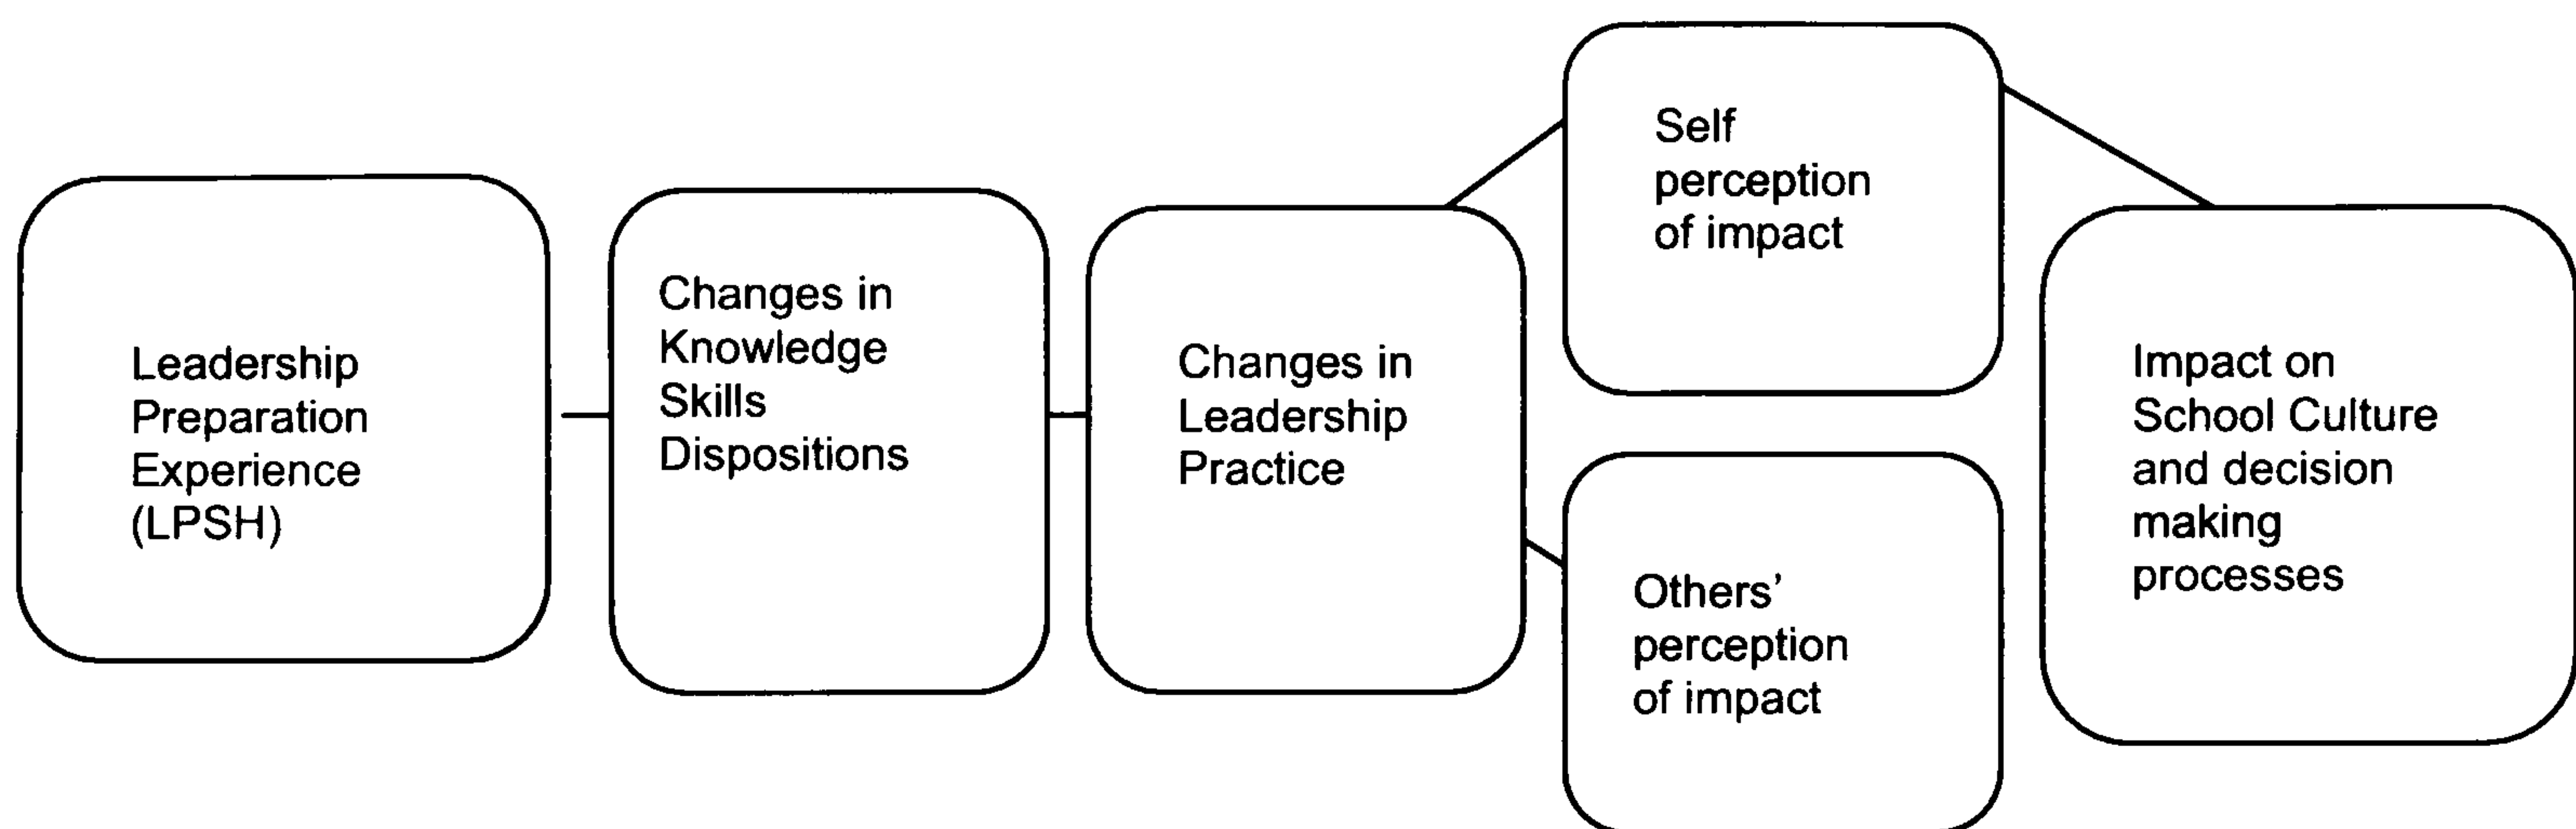 Leadership
Preparation
Experience
(LPSH)
Changes in
Knowledge
Skills
Dispositions
Changes in
Leadership
Practice
Self
perception
of impact
Others’
perception
of impact
Impact on
School Culture
and decision
making
processes